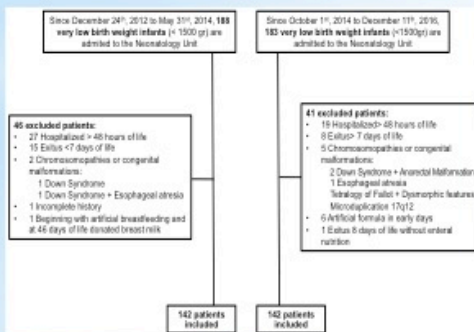 Since December 24th, 2012 to May 31st, 2014, 188
very low birth weight infants (< 1500 gr) are
admited to the Neonatology Unit
Since October 1st, 2014 to December 11th, 2016,
183 very low birth weight infants (<1500gr) are
admitted to the Neonatology Unit
46 excluded patients:
• 27 Hospitalized > 48 hours of life
• 15 Exitus <7 days of life
• 2 Chromosomopathies or congenital
malformations:
1 Down Syndrome
1 Down Syndrome + Esophageal atresia
• 1 Incomplete history
• 1 Beginning with artificial breastfeeding and
at 46 days of life donated breast milk
41 excluded patients:
• 19 Hospitalized> 48 hours of life
• 8 Exitus> 7 days of life
• 5 Chromosomopathies or congenital
malformations:
2 Down Syndrome + Anorectal Malformation
1 Esophageal atresia
Tetralogy of Fallot + Dysmorphic features
Microduplication 17q12
• 6 Artificial formula in early days
• 1 Exitus 8 days of life without enteral
nutrition
142 patients
included
142 patients
included